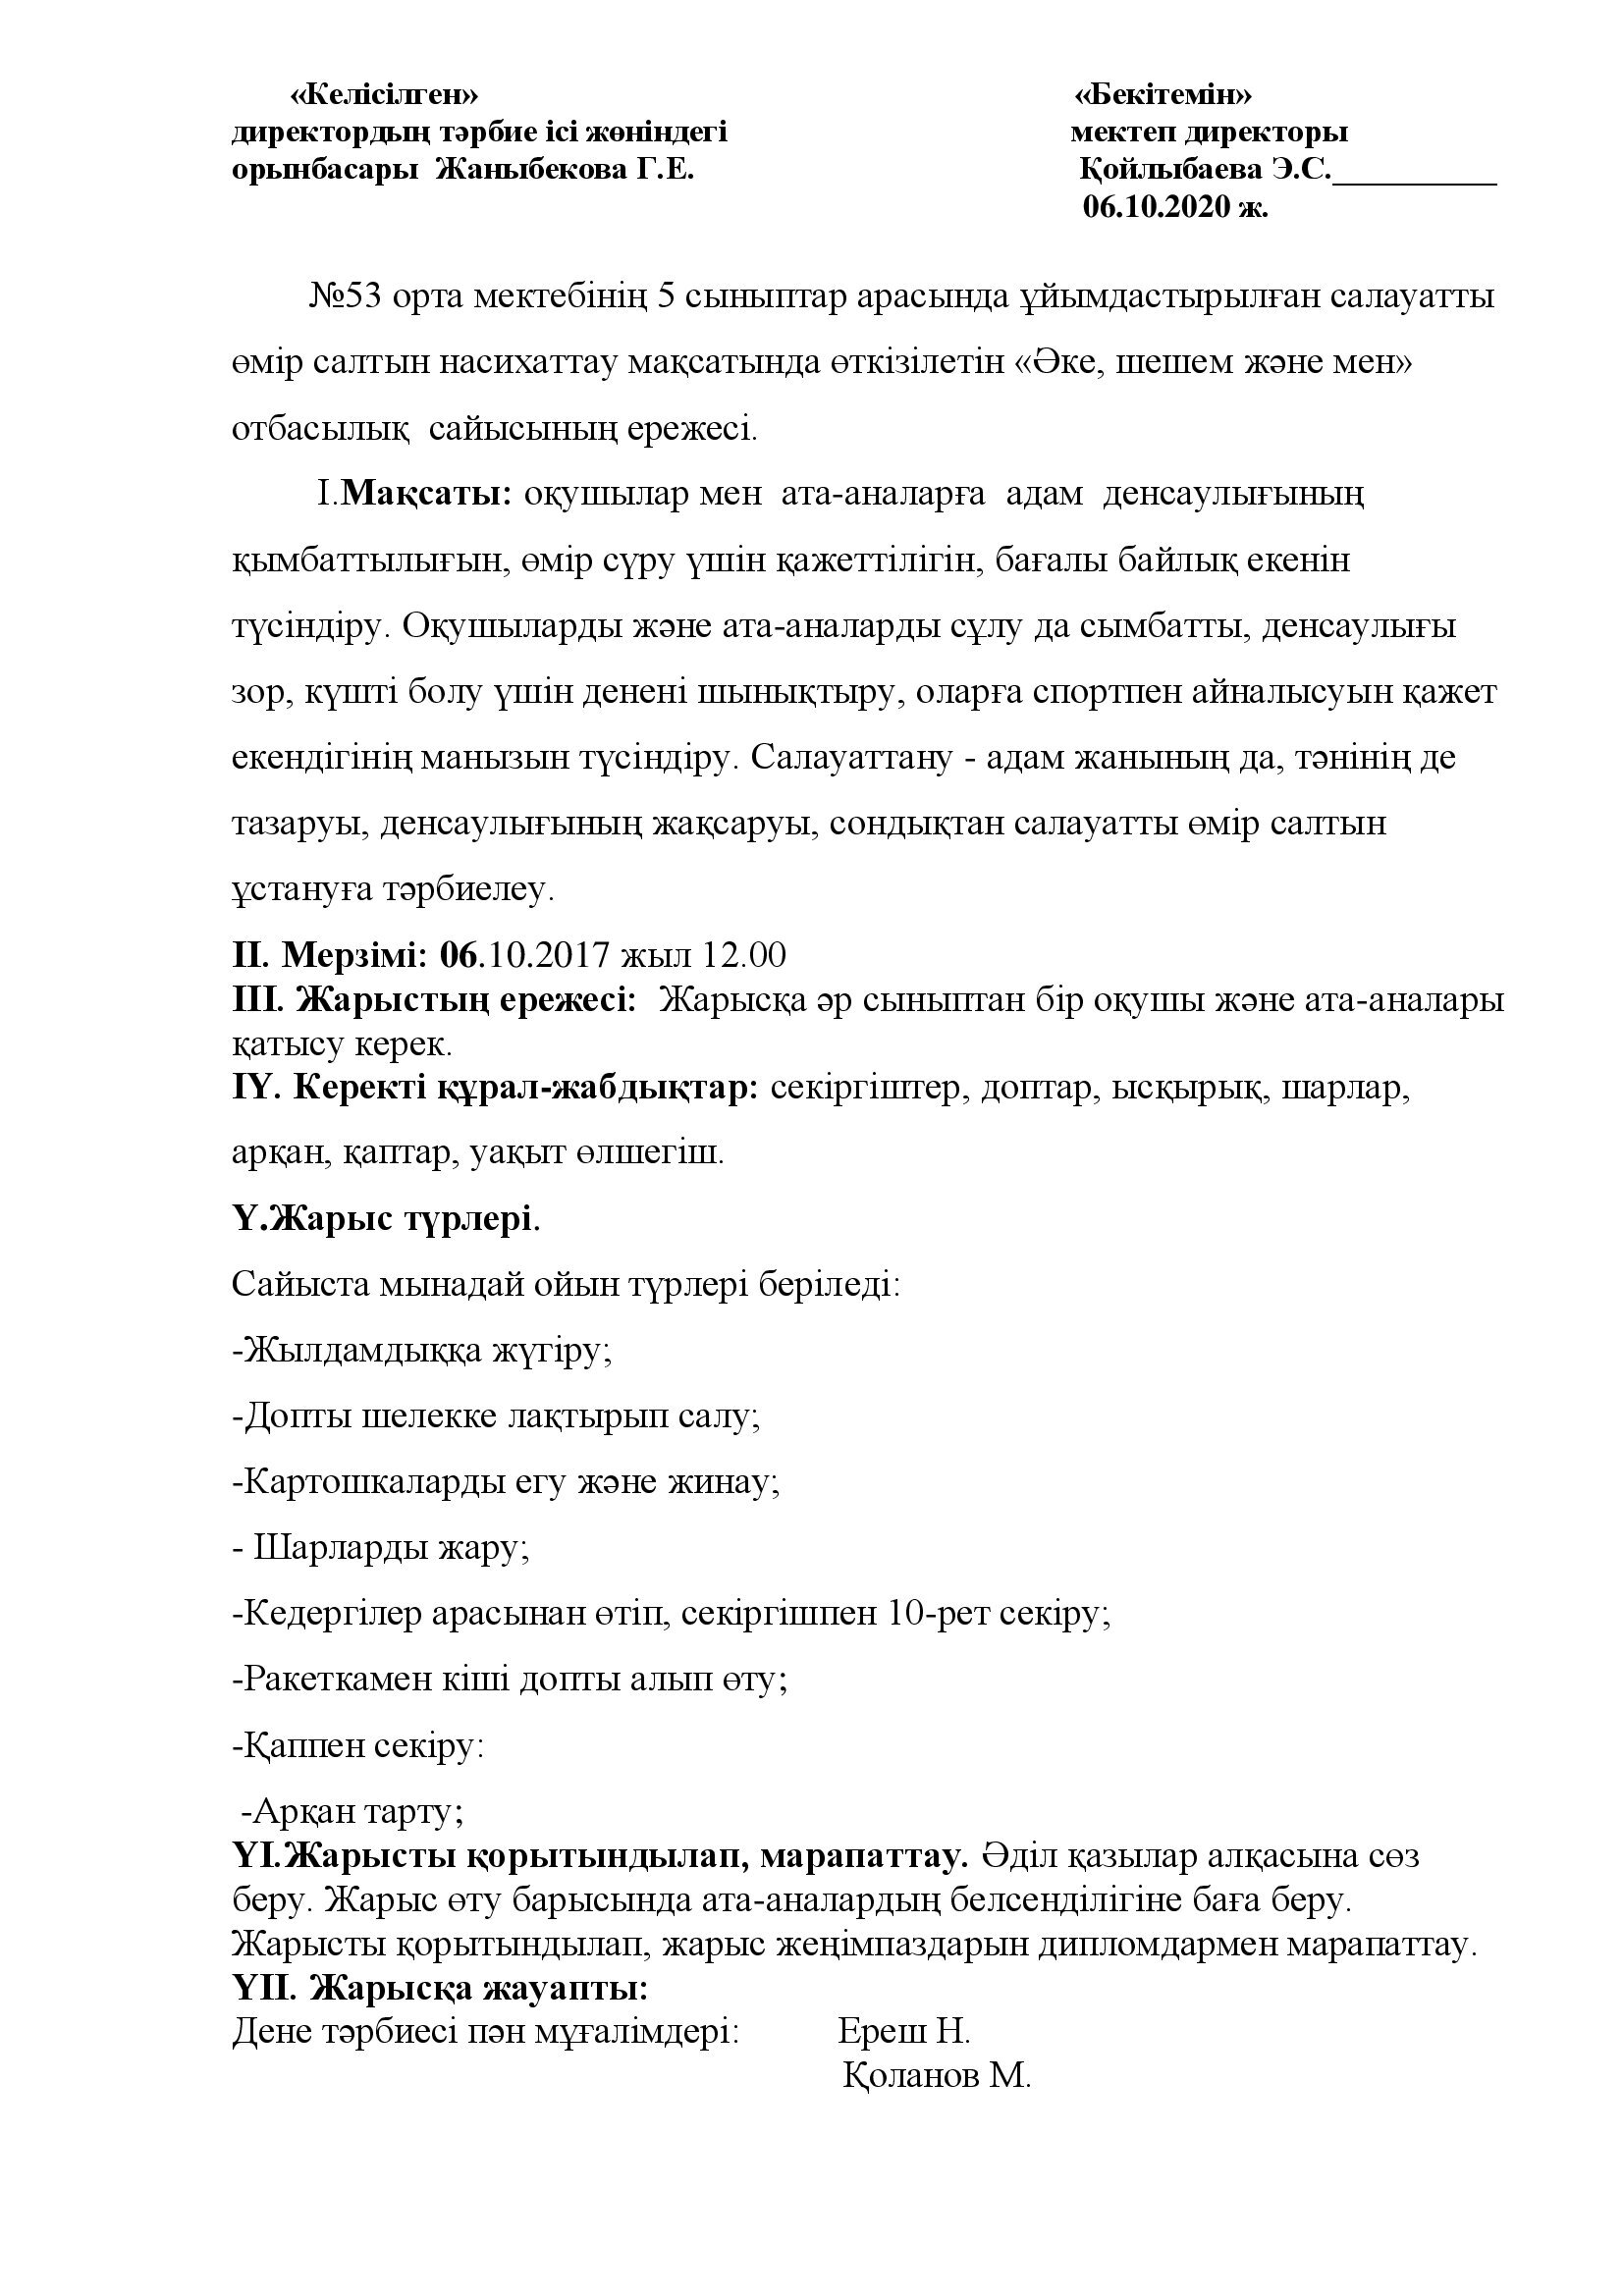 «Келісілген» «Бекітемін»
директордың тәрбие ісі жөніндегі мектеп директоры
орынбасары Жаныбекова Г.Е. Қойлыбаева Э.С.__________
06.10.2020 ж.
№53 орта мектебінің 5 сыныптар арасында ұйымдастырылған салауатты
өмір салтын насихаттау мақсатында өткізілетін «Әке, шешем және мен»
отбасылық сайысының ережесі.
І.Мақсаты: оқушылар мен ата-аналарға адам денсаулығының
қымбаттылығын, өмір сүру үшін қажеттілігін, бағалы байлық екенін
түсіндіру. Оқушыларды және ата-аналарды сұлу да сымбатты, денсаулығы
зор, күшті болу үшін денені шынықтыру, оларға спортпен айналысуын қажет
екендігінің манызын түсіндіру. Салауаттану - адам жанының да, тәнінің де
тазаруы, денсаулығының жақсаруы, сондықтан салауатты өмір салтын
ұстануға тәрбиелеу.
ІІ. Мерзімі: 06.10.2017 жыл 12.00
ІІІ. Жарыстың ережесі: Жарысқа әр сыныптан бір оқушы және ата-аналары
қатысу керек.
ІҮ. Керекті құрал-жабдықтар: секіргіштер, доптар, ысқырық, шарлар,
арқан, қаптар, уақыт өлшегіш.
Ү.Жарыс түрлері.
Сайыста мынадай ойын түрлері беріледі:
-Жылдамдыққа жүгіру;
-Допты шелекке лақтырып салу;
-Картошкаларды егу және жинау;
- Шарларды жару;
-Кедергілер арасынан өтіп, секіргішпен 10-рет секіру;
-Ракеткамен кіші допты алып өту;
-Қаппен секіру:
-Арқан тарту;
ҮІ.Жарысты қорытындылап, марапаттау. Әділ қазылар алқасына сөз
беру. Жарыс өту барысында ата-аналардың белсенділігіне баға беру.
Жарысты қорытындылап, жарыс жеңімпаздарын дипломдармен марапаттау.
ҮІІ. Жарысқа жауапты:
Дене тәрбиесі пән мұғалімдері: Ереш Н.
Қоланов М.